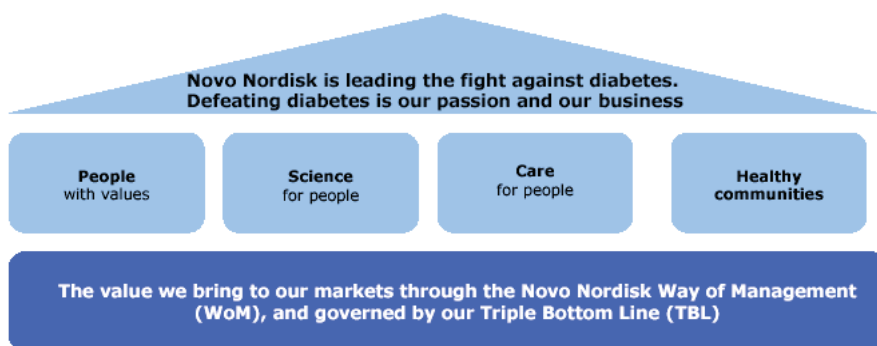 Novo Nordisk is leading the fight against diabetes.
Defeating diabetes is our passion and our business
People
with values
Science
for people
Care
for people
Healthy
communities
The value we bring to our markets through the Novo Nordisk Way of Management
(WoM), and governed by our Triple Bottom Line (TBL)